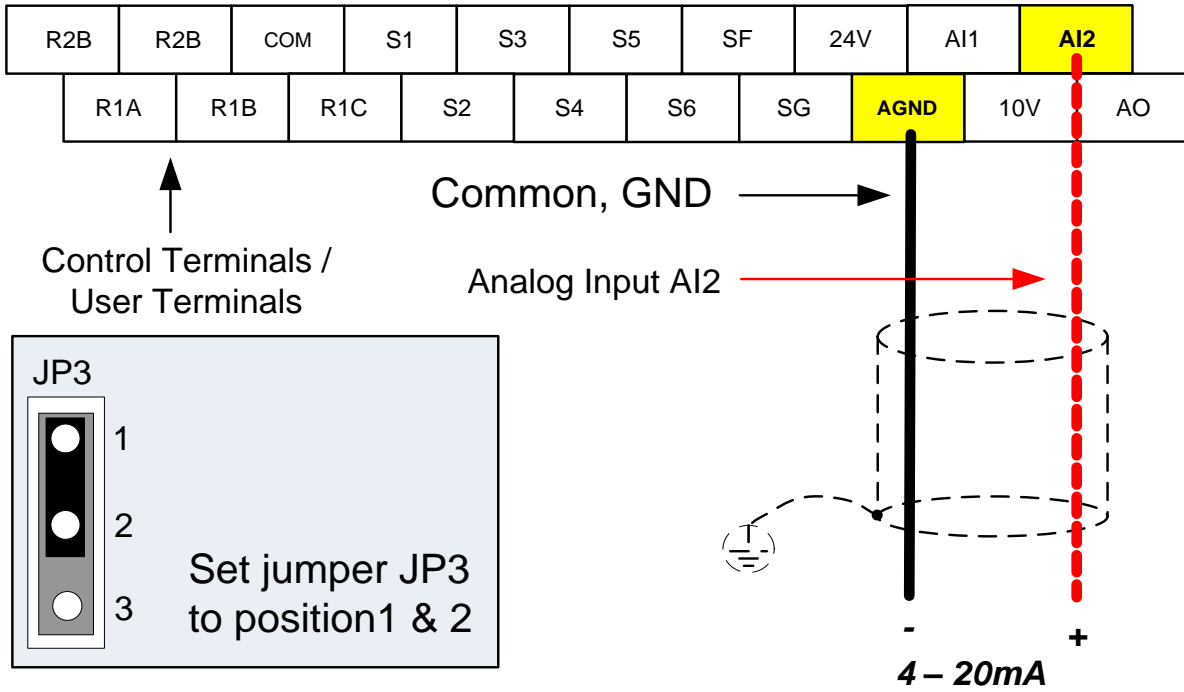 R2B R2B COM S1 S3 S5 SF 24V AI1 AI2
R1A R1B R1C S2 S4 S6 SG AGND 10V AO
Common, GND
Control Terminals /
User Terminals
Analog Input AI2
JP3
1
2
3
Set jumper JP3
to position1 & 2
- +
4 – 20mA